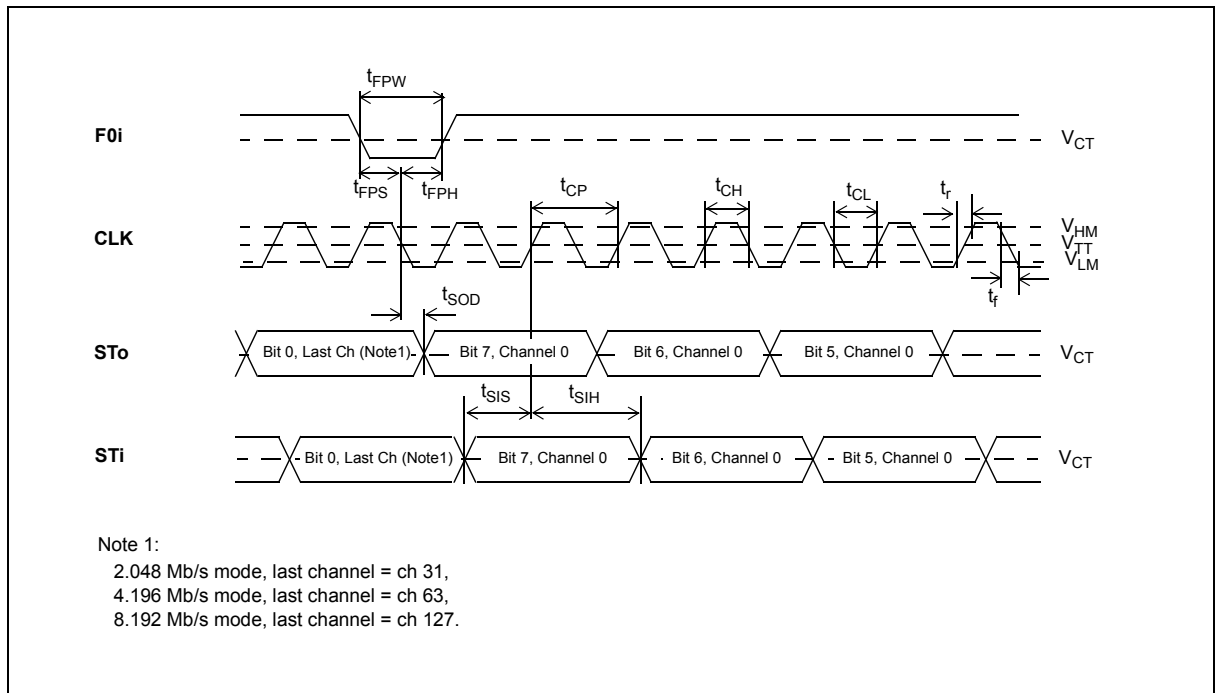 tFPW
F0i
VCT
tFPS
tFPH
tCP
tCH
tCL
tr
CLK
VHM
VTT
VLM
tSOD
tf
STo
Bit 0, Last Ch (Note1)
Bit 7, Channel 0
Bit 6, Channel 0
Bit 5, Channel 0
VCT
tSIS
tSIH
STi
Bit 0, Last Ch (Note1)
Bit 7, Channel 0
Bit 6, Channel 0
Bit 5, Channel 0
VCT
Note 1:
2.048 Mb/s mode, last channel = ch 31,
4.196 Mb/s mode, last channel = ch 63,
8.192 Mb/s mode, last channel = ch 127.